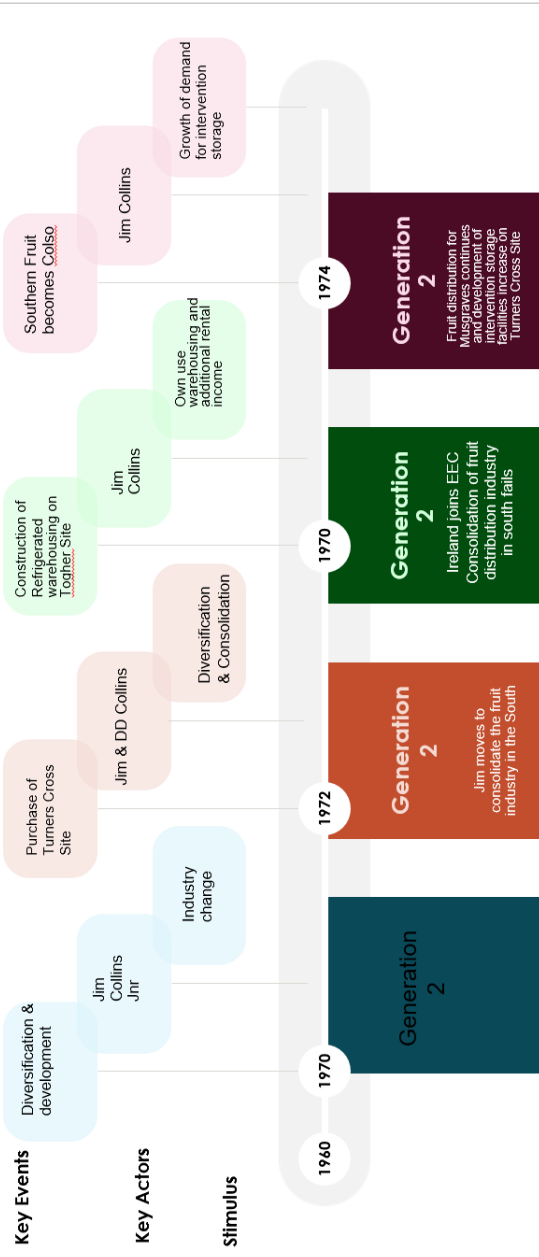 Key Events
Diversification &
development
Purchase of
Turners Cross
Site
Construction of
Refrigerated
warehousing on
Togher Site
Southern Fruit
becomes Colso
Key Actors
Jim
Collins
Jnr
Jim & DD Collins
Jim
Collins
Jim Collins
Stimulus
Industry
change
Diversification
& Consolidation
Own use
warehousing and
additional rental
income
Growth of demand
for intervention
storage
1960
1970
1972
1970
1974
Generation
2
Generation
2
Jim moves to
consolidate the fruit
industry in the South
Generation
2
Ireland joins EEC
Consolidation of fruit
distribution industry
in south fails
Generation
2
Fruit distribution for
Musgraves continues
and development of
intervention storage
facilities increase on
Turners Cross Site